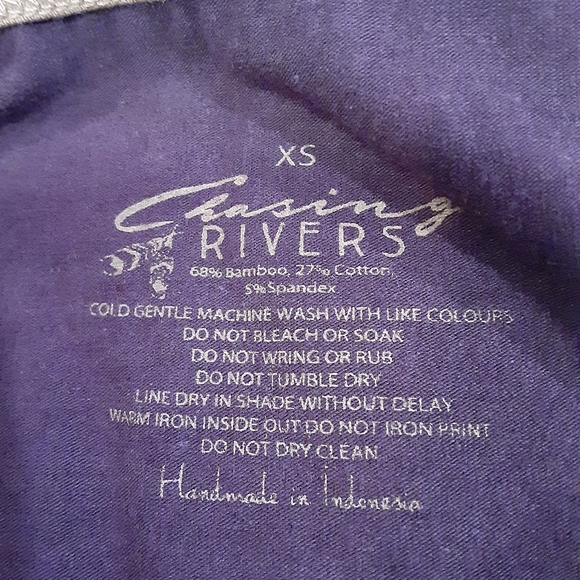 XS
Chasing
RIVERS
68% Bamboo, 27% Cotton,
5% Spandex
COLD GENTLE MACHINE WASH WITH LIKE COLOURS
DO NOT BLEACH OR SOAK
DO NOT WRING OR RUB
DO NOT TUMBLE DRY
LINE DRY IN SHADE WITHOUT DELAY
WARM IRON INSIDE OUT DO NOT IRON PRINT
DO NOT DRY CLEAN
Handmade in Indonesia